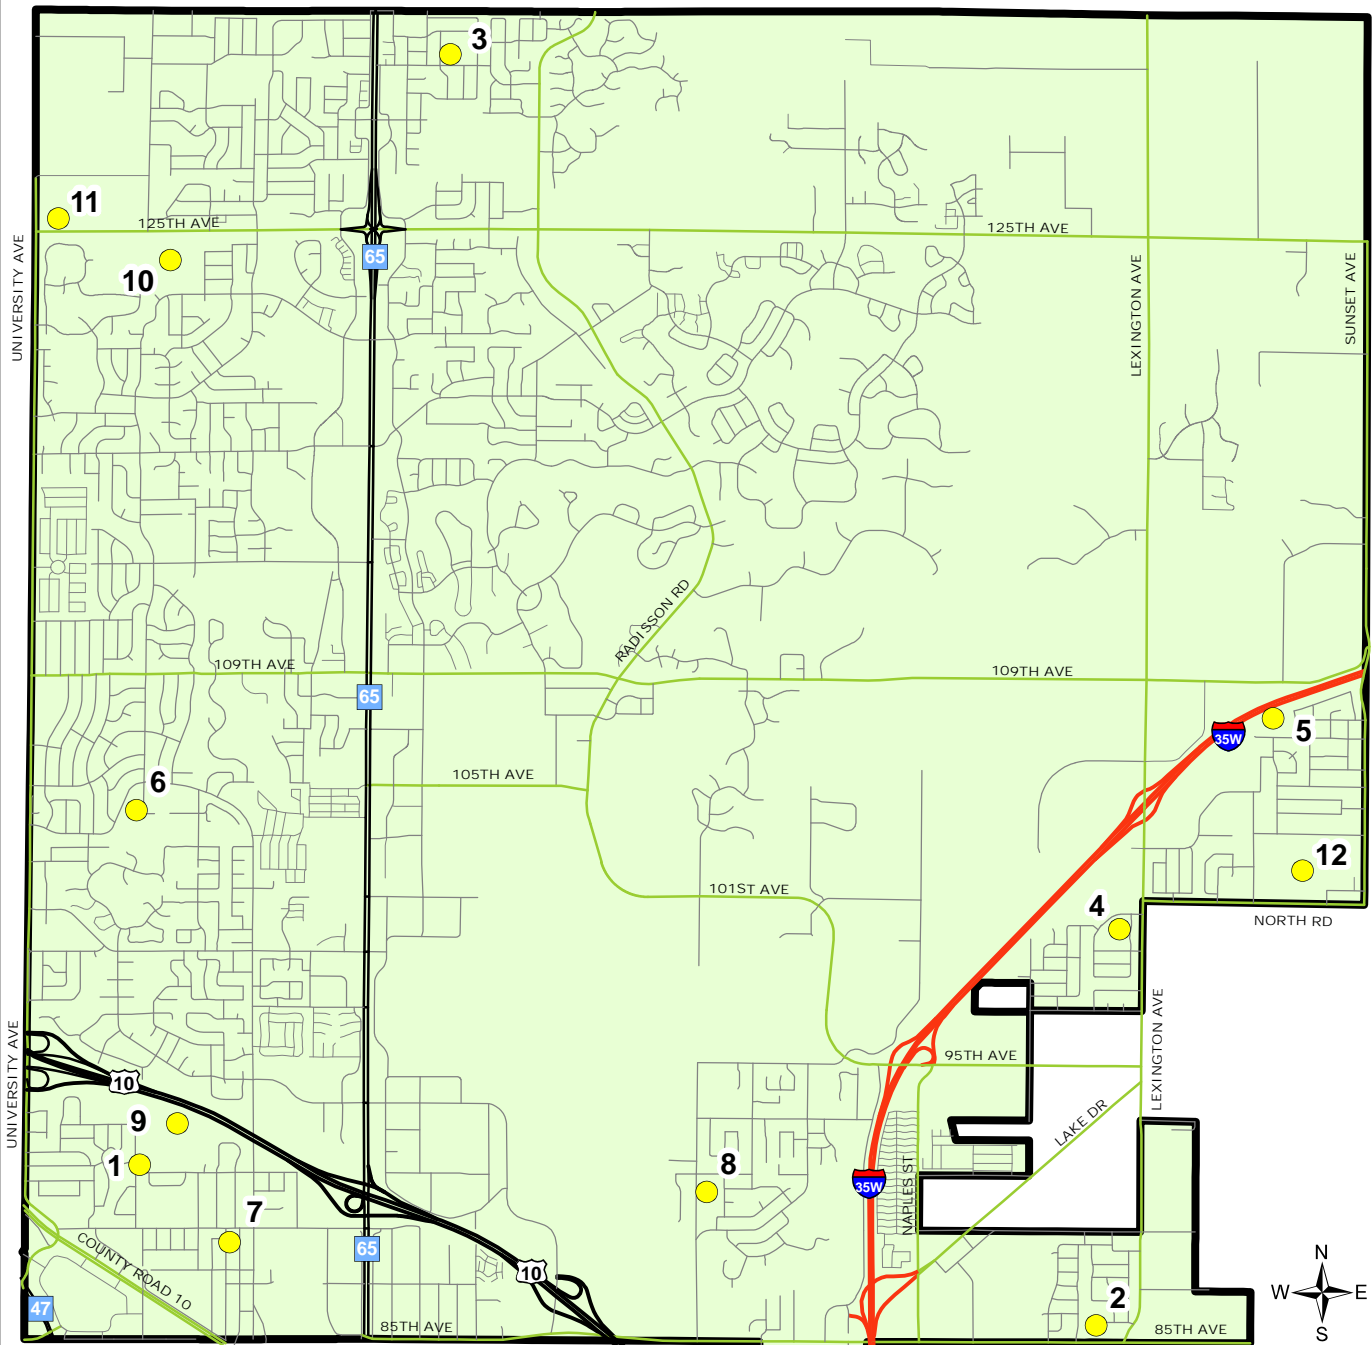 3
11
125TH AVE
125TH AVE
UNIVERSITY AVE
10
65
LEXINGTON AVE
SUNSET AVE
RADISSON RD
109TH AVE
109TH AVE
65
35W
5
105TH AVE
6
12
101ST AVE
4
NORTH RD
UNIVERSITY AVE
10
95TH AVE
LEXINGTON AVE
9
LAKE DR
1
8
35W
NAPLES ST
7
COUNTY ROAD 10
65
10
N
W E
S
47
2
85TH AVE
85TH AVE